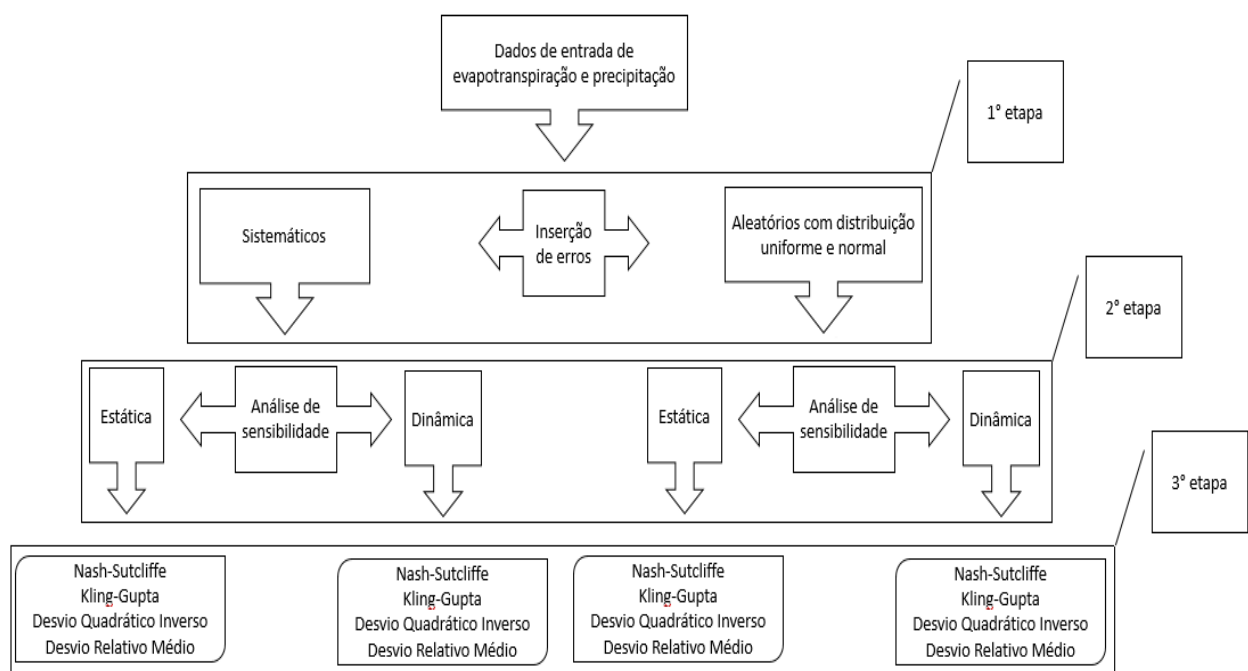 Dados de entrada de
evapotranspiração e precipitação
1° etapa
Sistemáticos
Inserção
de erros
Aleatórios com distribuição
uniforme e normal
2° etapa
Estática
Análise de
sensibilidade
Dinâmica
Estática
Análise de
sensibilidade
Dinâmica
3° etapa
Nash-Sutcliffe
Kling-Gupta
Desvio Quadrático Inverso
Desvio Relativo Médio
Nash-Sutcliffe
Kling-Gupta
Desvio Quadrático Inverso
Desvio Relativo Médio
Nash-Sutcliffe
Kling-Gupta
Desvio Quadrático Inverso
Desvio Relativo Médio
Nash-Sutcliffe
Kling-Gupta
Desvio Quadrático Inverso
Desvio Relativo Médio